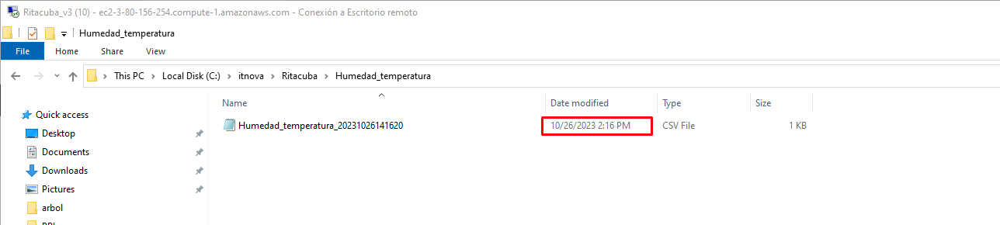 Ritacuba_v3 (10) - ec2-3-80-156-254.compute-1.amazonaws.com - Conexión a Escritorio remoto
Humedad_temperatura
File Home Share View
This PC Local Disk (C:) itnova Ritacuba Humedad_temperatura
Name Date modified Type Size
Quick access
Humedad_temperatura_20231026141620 10/26/2023 2:16 PM CSV File 1 KB
Desktop
Documents
Downloads
Pictures
arbol